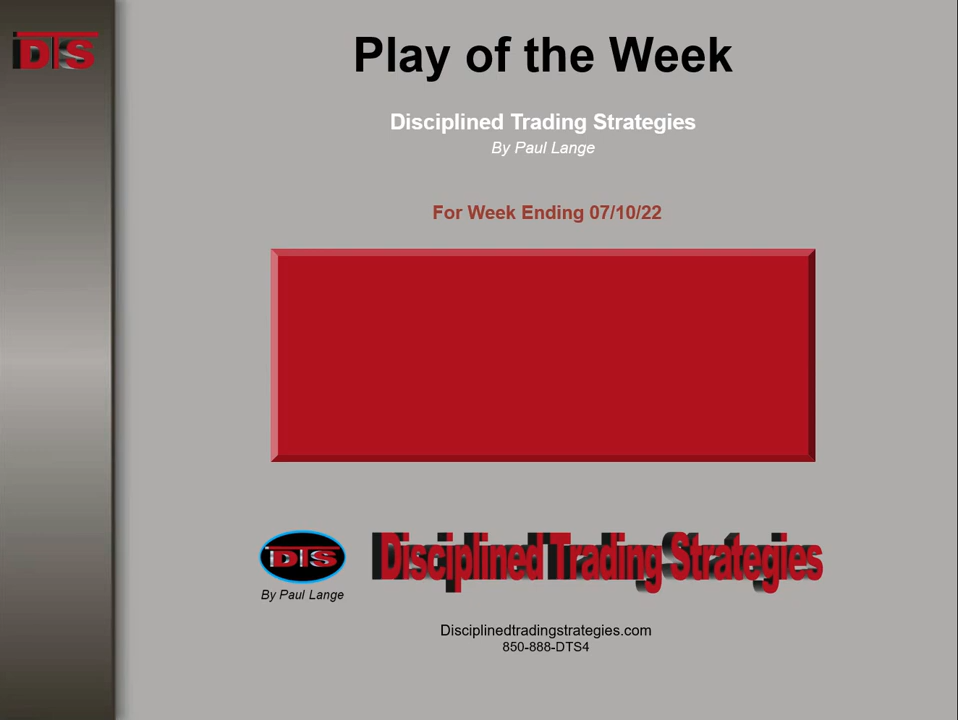 DTS
Play of the Week
Disciplined Trading Strategies
By Paul Lange
For Week Ending 07/10/22
DTS
Disciplined Trading Strategies
By Paul Lange
Disciplinedtradingstrategies.com
850-888-DTS4